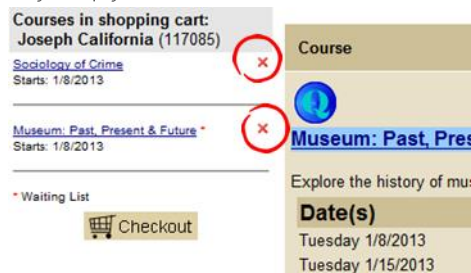 Courses in shopping cart:
Joseph California (117085)
Sociology of Crime
Starts: 1/8/2013
Museum: Past, Present & Future *
Starts: 1/8/2013
* Waiting List
Checkout
Course
Q
Museum: Past, Pres
Explore the history of mus
Date(s)
Tuesday 1/8/2013
Tuesday 1/15/2013